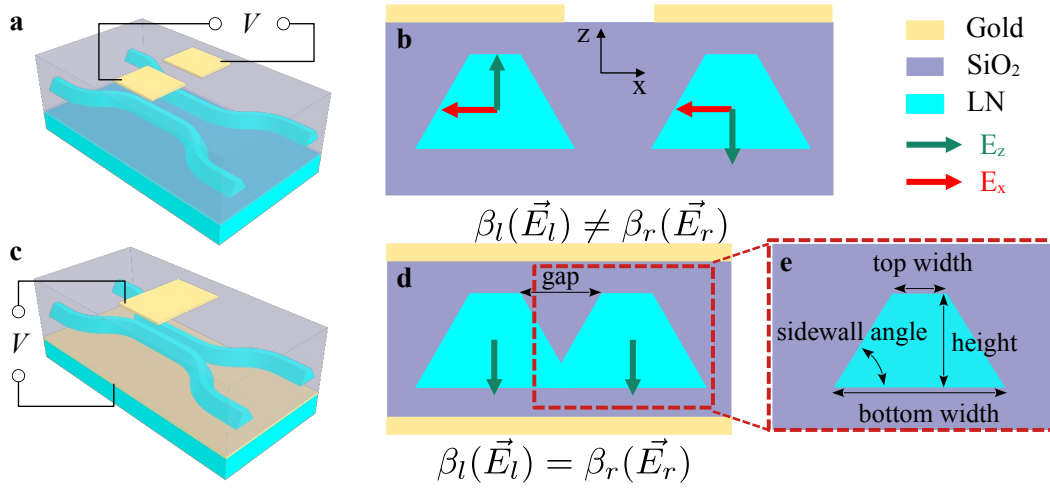 a
V
b
z
x
Gold
SiO₂
LN
E_z
E_x
β_l(E⃗_l) ≠ β_r(E⃗_r)
c
V
d
gap
β_l(E⃗_l) = β_r(E⃗_r)
e
top width
sidewall angle
height
bottom width